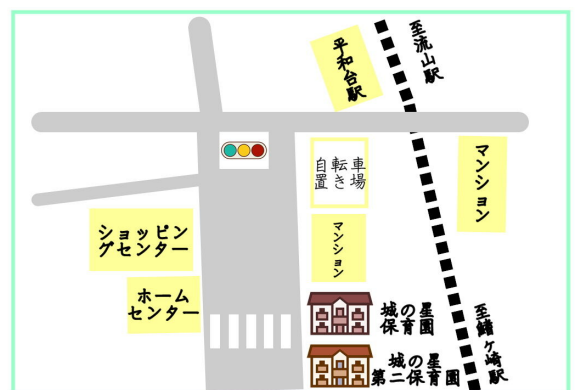 至流山駅
平和台駅
自転車
置き場
マンション
ショッピン
グセンター
マンション
ホーム
センター
城の星
保育園
至鰭ヶ崎駅
城の星
第二保育園